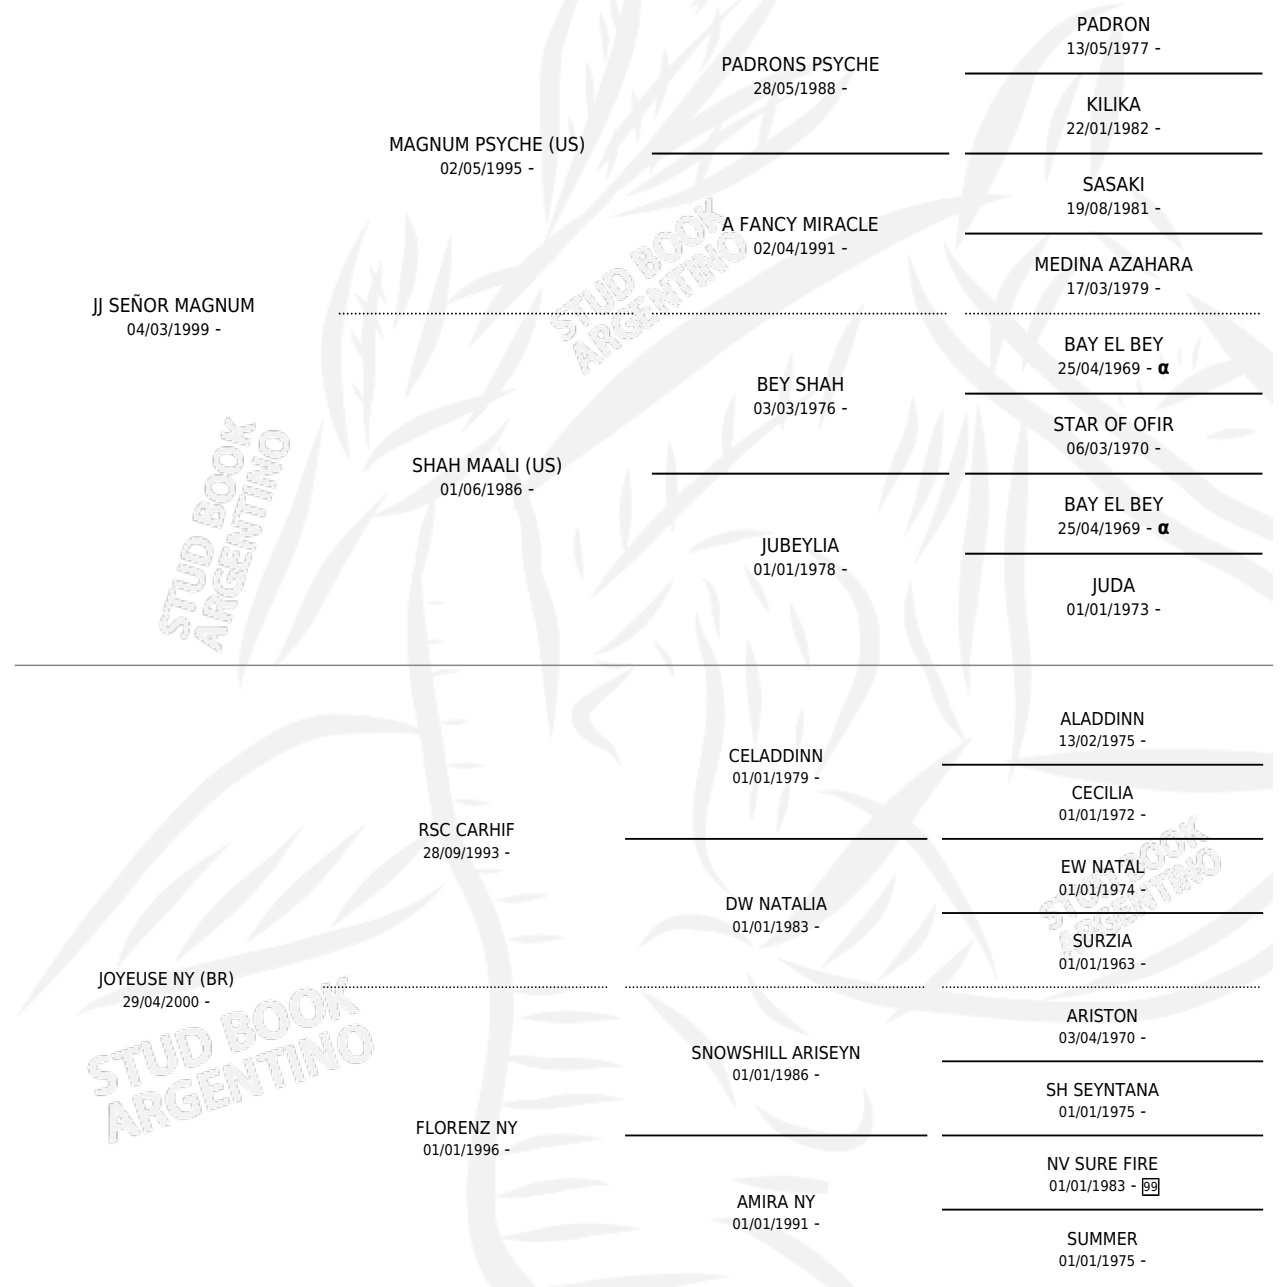 PADRON
13/05/1977 -
PADRONS PSYCHE
28/05/1988 -
KILIKA
22/01/1982 -
MAGNUM PSYCHE (US)
02/05/1995 -
SASAKI
19/08/1981 -
A FANCY MIRACLE
02/04/1991 -
MEDINA AZAHARA
17/03/1979 -
JJ SEÑOR MAGNUM
04/03/1999 -
BAY EL BEY
25/04/1969 - α
BEY SHAH
03/03/1976 -
STAR OF OFIR
06/03/1970 -
SHAH MAALI (US)
01/06/1986 -
BAY EL BEY
25/04/1969 - α
JUBEYLIA
01/01/1978 -
JUDA
01/01/1973 -
STUD BOOK
ARGENTINO
STUD BOOK
ARGENTINO
ALADDINN
13/02/1975 -
CELADDINN
01/01/1979 -
CECILIA
01/01/1972 -
RSC CARHIF
28/09/1993 -
EW NATAL
01/01/1974 -
DW NATALIA
01/01/1983 -
SURZIA
01/01/1963 -
JOYEUSE NY (BR)
29/04/2000 -
ARISTON
03/04/1970 -
SNOWSHILL ARISEYN
01/01/1986 -
SH SEYNTANA
01/01/1975 -
FLORENZ NY
01/01/1996 -
NV SURE FIRE
01/01/1983 - 99
AMIRA NY
01/01/1991 -
SUMMER
01/01/1975 -
STUD BOOK
ARGENTINO
STUD BOOK
ARGENTINO